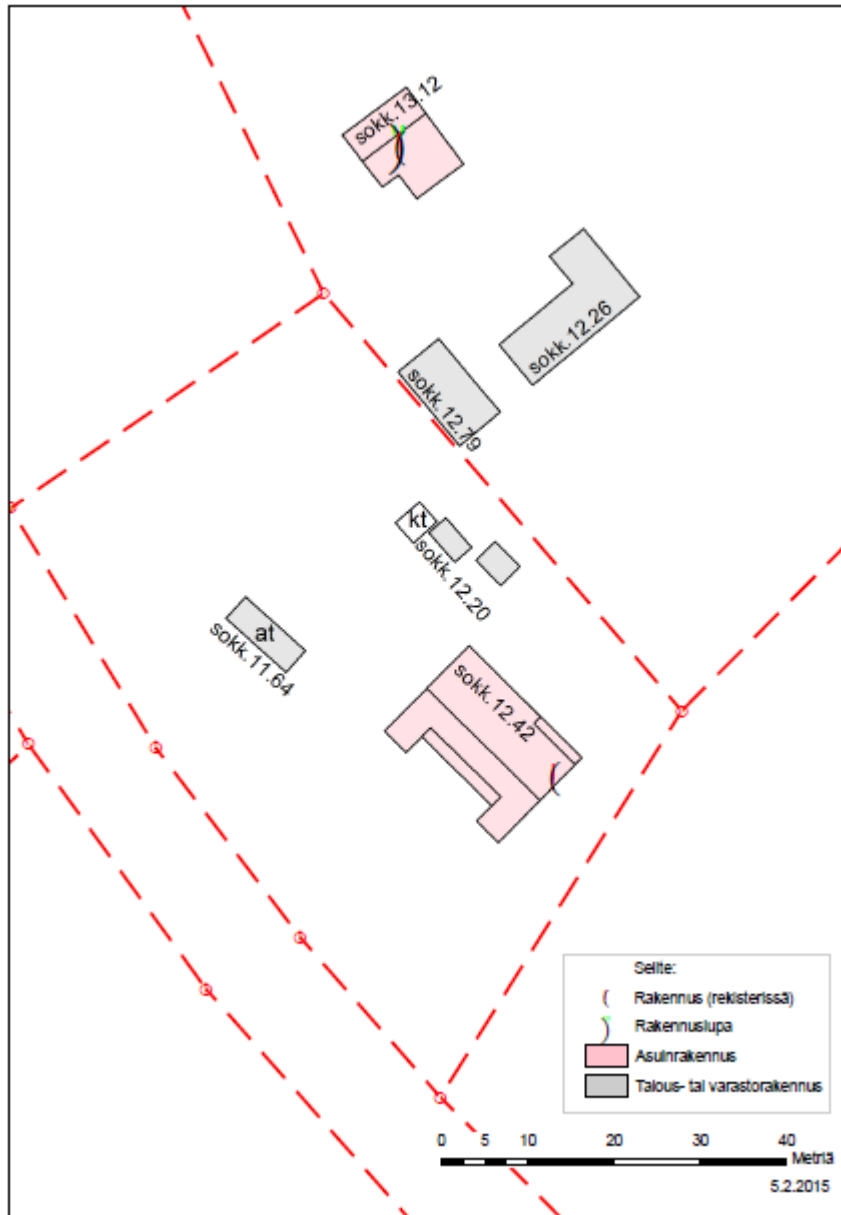 sokk.13.12
sokk.12.26
sokk.12.79
kt
sokk.12.20
at
sokk.11.64
sokk.12.42
Selite:
Rakennus (rekisterissä)
Rakennuslupa
Asuinrakennus
Talous- tai varastorakennus
0 5 10 20 30 40
Metriä
5.2.2015